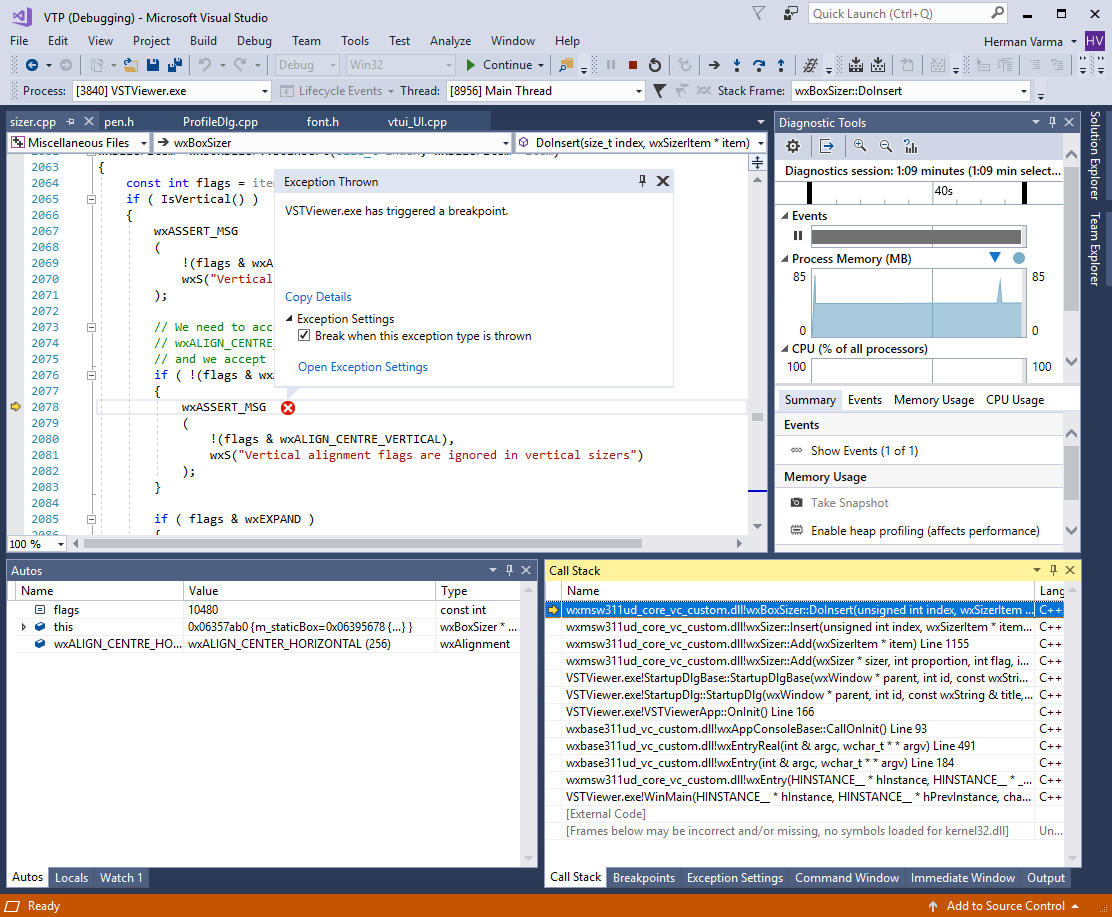 VTP (Debugging) - Microsoft Visual Studio
Quick Launch (Ctrl+Q)
File Edit View Project Build Debug Team Tools Test Analyze Window Help
Herman Varma HV
Debug Win32 Continue
Process: [3840] VSTViewer.exe Lifecycle Events Thread: [8956] Main Thread Stack Frame: wxBoxSizer::DoInsert
sizer.cpp pen.h ProfileDlg.cpp font.h vtui_UI.cpp
Miscellaneous Files wxBoxSizer DoInsert(size_t index, wxSizerItem * item)
2063 {
2064 const int flags = ite
2065 if ( IsVertical() )
2066 {
2067 wxASSERT_MSG
2068 (
2069 !(flags & wxA
2070 wxS("Vertical
2071 );
2072
2073 // We need to acc
2074 // wxALIGN_CENTRE_
2075 // and we accept
2076 if ( !(flags & wx
2077 {
2078 wxASSERT_MSG
2079 (
2080 !(flags & wxALIGN_CENTRE_VERTICAL),
2081 wxS("Vertical alignment flags are ignored in vertical sizers")
2082 );
2083 }
2084
2085 if ( flags & wxEXPAND )
100 %
Exception Thrown
VSTViewer.exe has triggered a breakpoint.
Copy Details
Exception Settings
Break when this exception type is thrown
Open Exception Settings
Diagnostic Tools
Diagnostics session: 1:09 minutes (1:09 min select...
40s
Events
Process Memory (MB)
85 85
0 0
CPU (% of all processors)
100 100
Summary Events Memory Usage CPU Usage
Events
Show Events (1 of 1)
Memory Usage
Take Snapshot
Enable heap profiling (affects performance)
Solution Explorer
Team Explorer
Autos
Name Value Type
flags 10480 const int
this 0x06357ab0 {m_staticBox=0x06395678 {...} } wxBoxSizer * ...
wxALIGN_CENTRE_HO... wxALIGN_CENTER_HORIZONTAL (256) wxAlignment
Autos Locals Watch 1
Call Stack
Name Lang
wxmsw311ud_core_vc_custom.dll!wxBoxSizer::DoInsert(unsigned int index, wxSizerItem ... C++
wxmsw311ud_core_vc_custom.dll!wxSizer::Insert(unsigned int index, wxSizerItem * item... C++
wxmsw311ud_core_vc_custom.dll!wxSizer::Add(wxSizerItem * item) Line 1155 C++
wxmsw311ud_core_vc_custom.dll!wxSizer::Add(wxSizer * sizer, int proportion, int flag, i... C++
VSTViewer.exe!StartupDlgBase::StartupDlgBase(wxWindow * parent, int id, const wxStri... C++
VSTViewer.exe!StartupDlg::StartupDlg(wxWindow * parent, int id, const wxString & title,... C++
VSTViewer.exe!VSTViewerApp::OnInit() Line 166 C++
wxbase311ud_vc_custom.dll!wxAppConsoleBase::CallOnInit() Line 93 C++
wxbase311ud_vc_custom.dll!wxEntryReal(int & argc, wchar_t * * argv) Line 491 C++
wxbase311ud_vc_custom.dll!wxEntry(int & argc, wchar_t * * argv) Line 184 C++
wxmsw311ud_core_vc_custom.dll!wxEntry(HINSTANCE__ * hInstance, HINSTANCE__ * _... C++
VSTViewer.exe!WinMain(HINSTANCE__ * hInstance, HINSTANCE__ * hPrevInstance, cha... C++
[External Code]
[Frames below may be incorrect and/or missing, no symbols loaded for kernel32.dll] Un...
Call Stack Breakpoints Exception Settings Command Window Immediate Window Output
Ready Add to Source Control